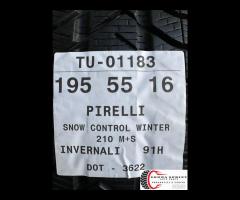 TU-01183
195 55 16
PIRELLI
SNOW CONTROL WINTER
210 M+S
INVERNALI 91H
DOT - 3622